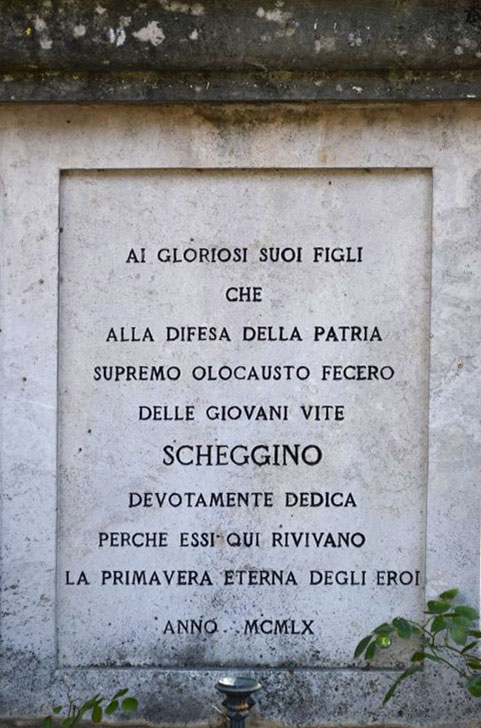 AI GLORIOSI SUOI FIGLI
CHE
ALLA DIFESA DELLA PATRIA
SUPREMO OLOCAUSTO FECERO
DELLE GIOVANI VITE
SCHEGGINO
DEVOTAMENTE DEDICA
PERCHE ESSI QUI RIVIVANO
LA PRIMAVERA ETERNA DEGLI EROI
ANNO MCMLX